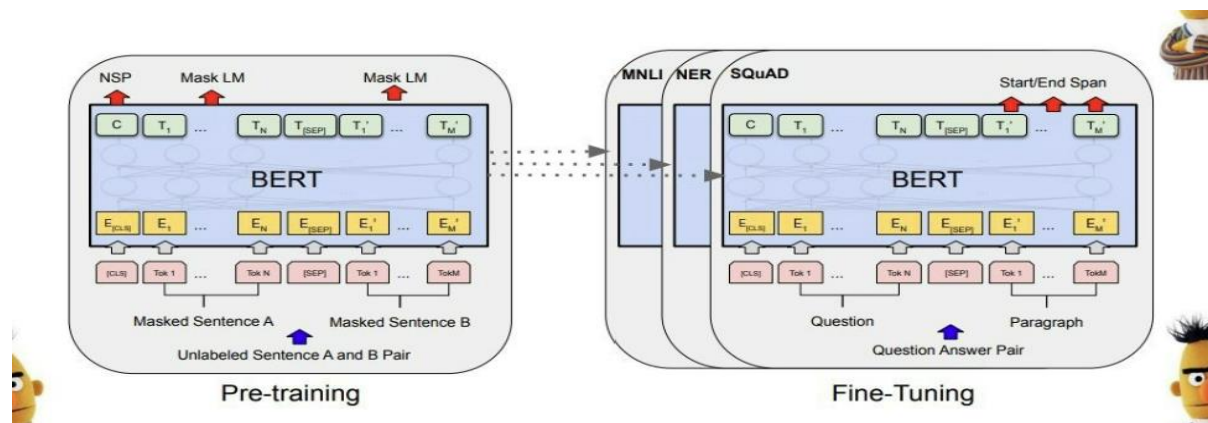 NSP Mask LM Mask LM
C T1 ... TN T[SEP] T1' ... TM'
BERT
E[CLS] E1 ... EN E[SEP] E1' ... EM'
[CLS] Tok 1 ... Tok N [SEP] Tok 1 ... TokM
Masked Sentence A Masked Sentence B
Unlabeled Sentence A and B Pair
Pre-training
MNLI NER SQuAD
Start/End Span
C T1 ... TN T[SEP] T1' ... TM'
BERT
E[CLS] E1 ... EN E[SEP] E1' ... EM'
[CLS] Tok 1 ... Tok N [SEP] Tok 1 ... TokM
Question Paragraph
Question Answer Pair
Fine-Tuning